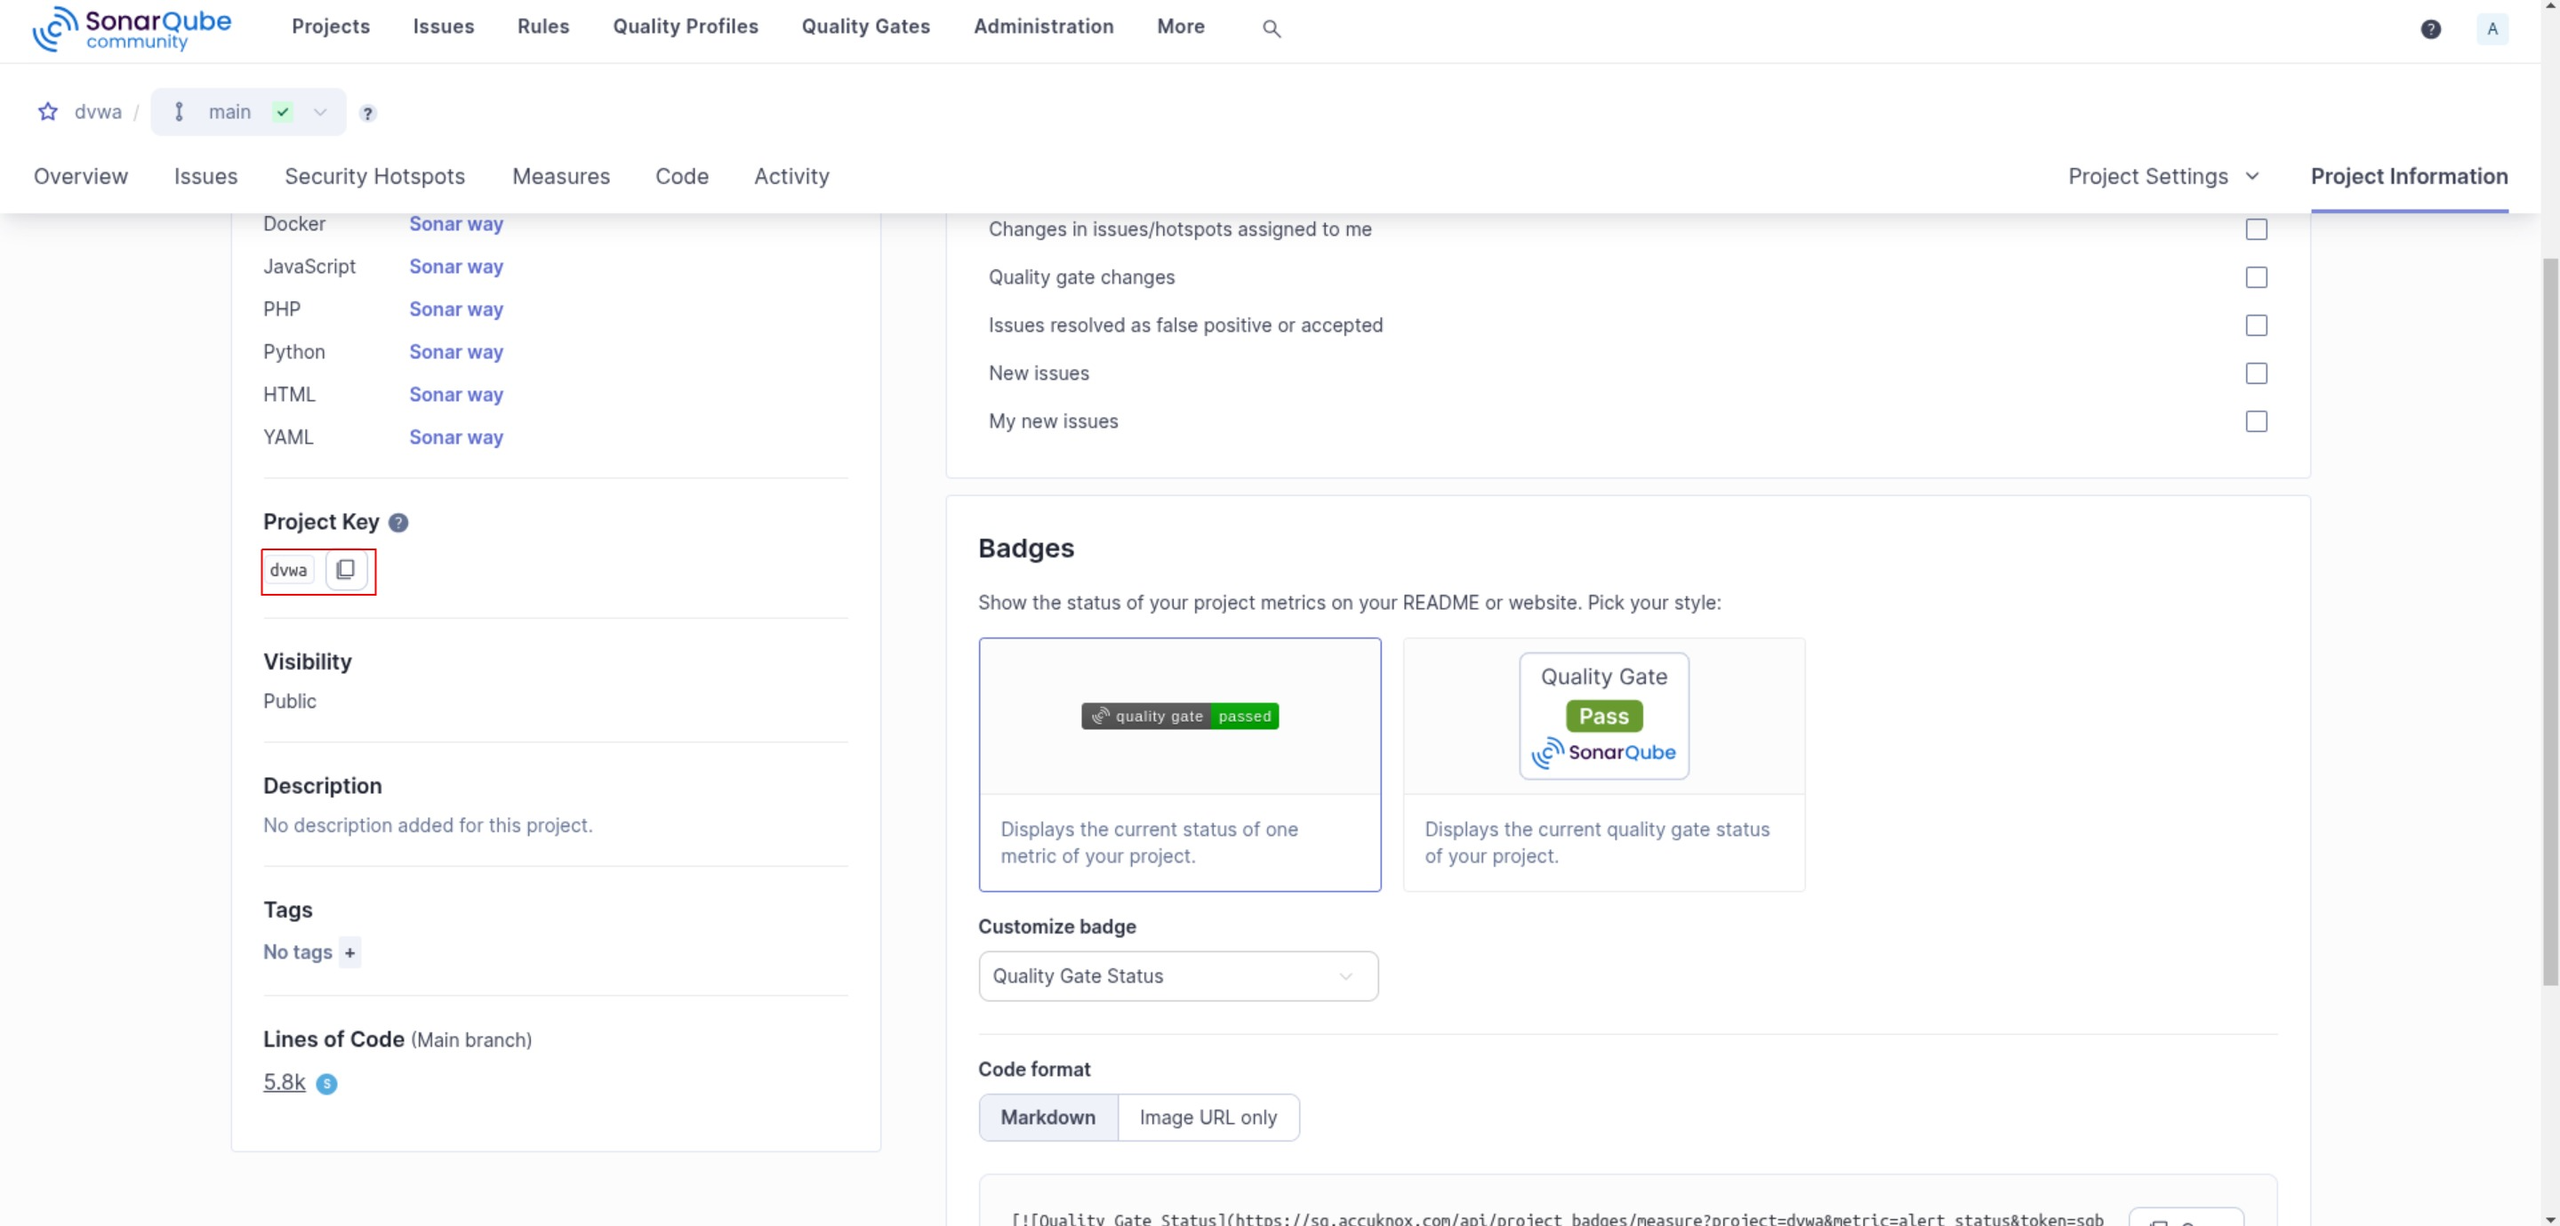 SonarQube
community
Projects Issues Rules Quality Profiles Quality Gates Administration More
? A
dvwa / main ?
Overview Issues Security Hotspots Measures Code Activity Project Settings Project Information
Docker Sonar way
JavaScript Sonar way
PHP Sonar way
Python Sonar way
HTML Sonar way
YAML Sonar way
Project Key ?
dvwa
Visibility
Public
Description
No description added for this project.
Tags
No tags +
Lines of Code (Main branch)
5.8k S
Changes in issues/hotspots assigned to me
Quality gate changes
Issues resolved as false positive or accepted
New issues
My new issues
Badges
Show the status of your project metrics on your README or website. Pick your style:
quality gate passed
Displays the current status of one
metric of your project.
Quality Gate
Pass
SonarQube
Displays the current quality gate status
of your project.
Customize badge
Quality Gate Status
Code format
Markdown Image URL only
[![Quality Gate Status](https://sq.accuknox.com/api/project_badges/measure?project=dvwa&metric=alert_status&token=sqb